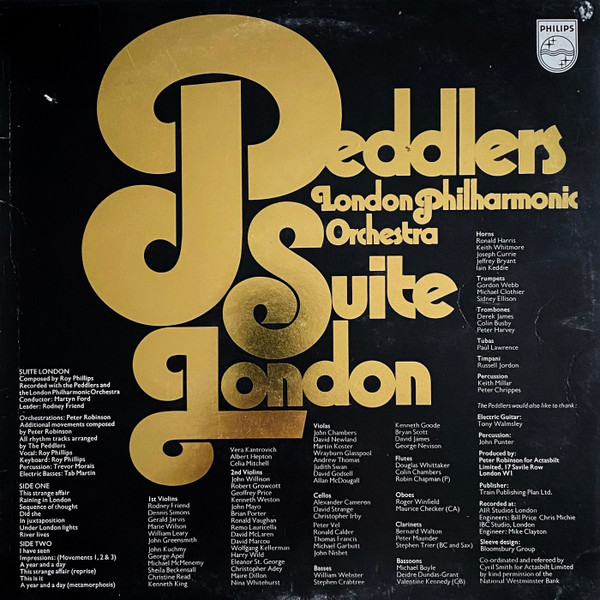 PHILIPS
Peddlers
London Philharmonic
Orchestra
Suite
London
SUITE LONDON
Composed by Roy Phillips
Recorded with the Peddlers and
the London Philharmonic Orchestra
Conductor: Martyn Ford
Leader: Rodney Friend
Orchestrations: Peter Robinson
Additional movements composed
by Peter Robinson
All rhythm tracks arranged
by The Peddlers
Vocal: Roy Phillips
Keyboard: Roy Phillips
Percussion: Trevor Morais
Electric Basses: Tab Martin
SIDE ONE
This strange affair
Raining in London
Sequence of thought
Did she
In juxtaposition
Under London lights
River lives
SIDE TWO
I have seen
Impressions: (Movements 1, 2 & 3)
A year and a day
This strange affair (reprise)
This is it
A year and a day (metamorphosis)
1st Violins
Rodney Friend
Dennis Simons
Gerald Jarvis
Marie Wilson
William Leary
John Greensmith
John Kuchmy
George Apel
Michael McMenemy
Sheila Beckensall
Christine Read
Kenneth King
Vera Kantrovich
Albert Hepton
Celia Mitchell
2nd Violins
John Willison
Robert Growcott
Geoffrey Price
Kenneth Weston
John Mayo
Brian Porter
Ronald Vaughan
Remo Lauricella
David McLaren
David Marcou
Wolfgang Kellerman
Harry Wild
Eleanor St. George
Christopher Adey
Maire Dillon
Nina Whitehurst
Violas
John Chambers
David Newland
Martin Koster
Wrayburn Glasspool
Andrew Thomas
Judith Swan
David Godsell
Allan McDougall
Cellos
Alexander Cameron
David Strange
Christopher Irby
Peter Vel
Ronald Calder
Thomas Francis
Michael Garbutt
John Nisbet
Basses
William Webster
Stephen Crabtree
Kenneth Goode
Bryan Scott
David James
George Nevison
Flutes
Douglas Whittaker
Colin Chambers
Robin Chapman (P)
Oboes
Roger Winfield
Maurice Checker (CA)
Clarinets
Bernard Walton
Peter Maunder
Stephen Trier (BC and Sax)
Bassoons
Michael Boyle
Deidre Dundas-Grant
Valentine Kennedy (CB)
Horns
Ronald Harris
Keith Whitmore
Joseph Currie
Jeffrey Bryant
Iain Keddie
Trumpets
Gordon Webb
Michael Clothier
Sidney Ellison
Trombones
Derek James
Colin Busby
Peter Harvey
Tubas
Paul Lawrence
Timpani
Russell Jordon
Percussion
Keith Millar
Peter Chrippes
The Peddlers would also like to thank:
Electric Guitar:
Tony Walmsley
Percussion:
John Punter
Produced by:
Peter Robinson for Actasbilt
Limited, 17 Savile Row
London W1
Publisher:
Train Publishing Plan Ltd.
Recorded at:
AIR Studios London
Engineers: Bill Price Chris Michie
IBC Studio, London
Engineer: Mike Clayton
Sleeve design:
Bloomsbury Group
Co-ordinated and refereed by
Cyril Smith for Actasbilt Limited
by kind permission of the
National Westminster Bank